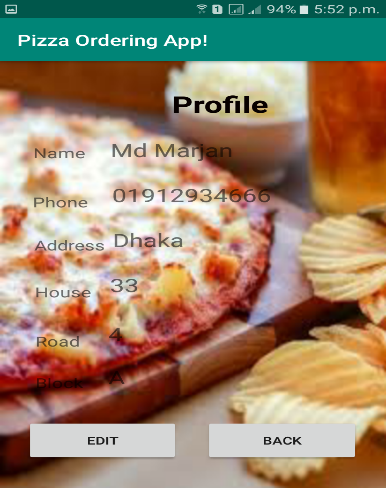 1 94% 5:52 p.m.
Pizza Ordering App!
Profile
Name Md Marjan
Phone 01912934666
Address Dhaka
House 33
Road 4
Block A
EDIT BACK